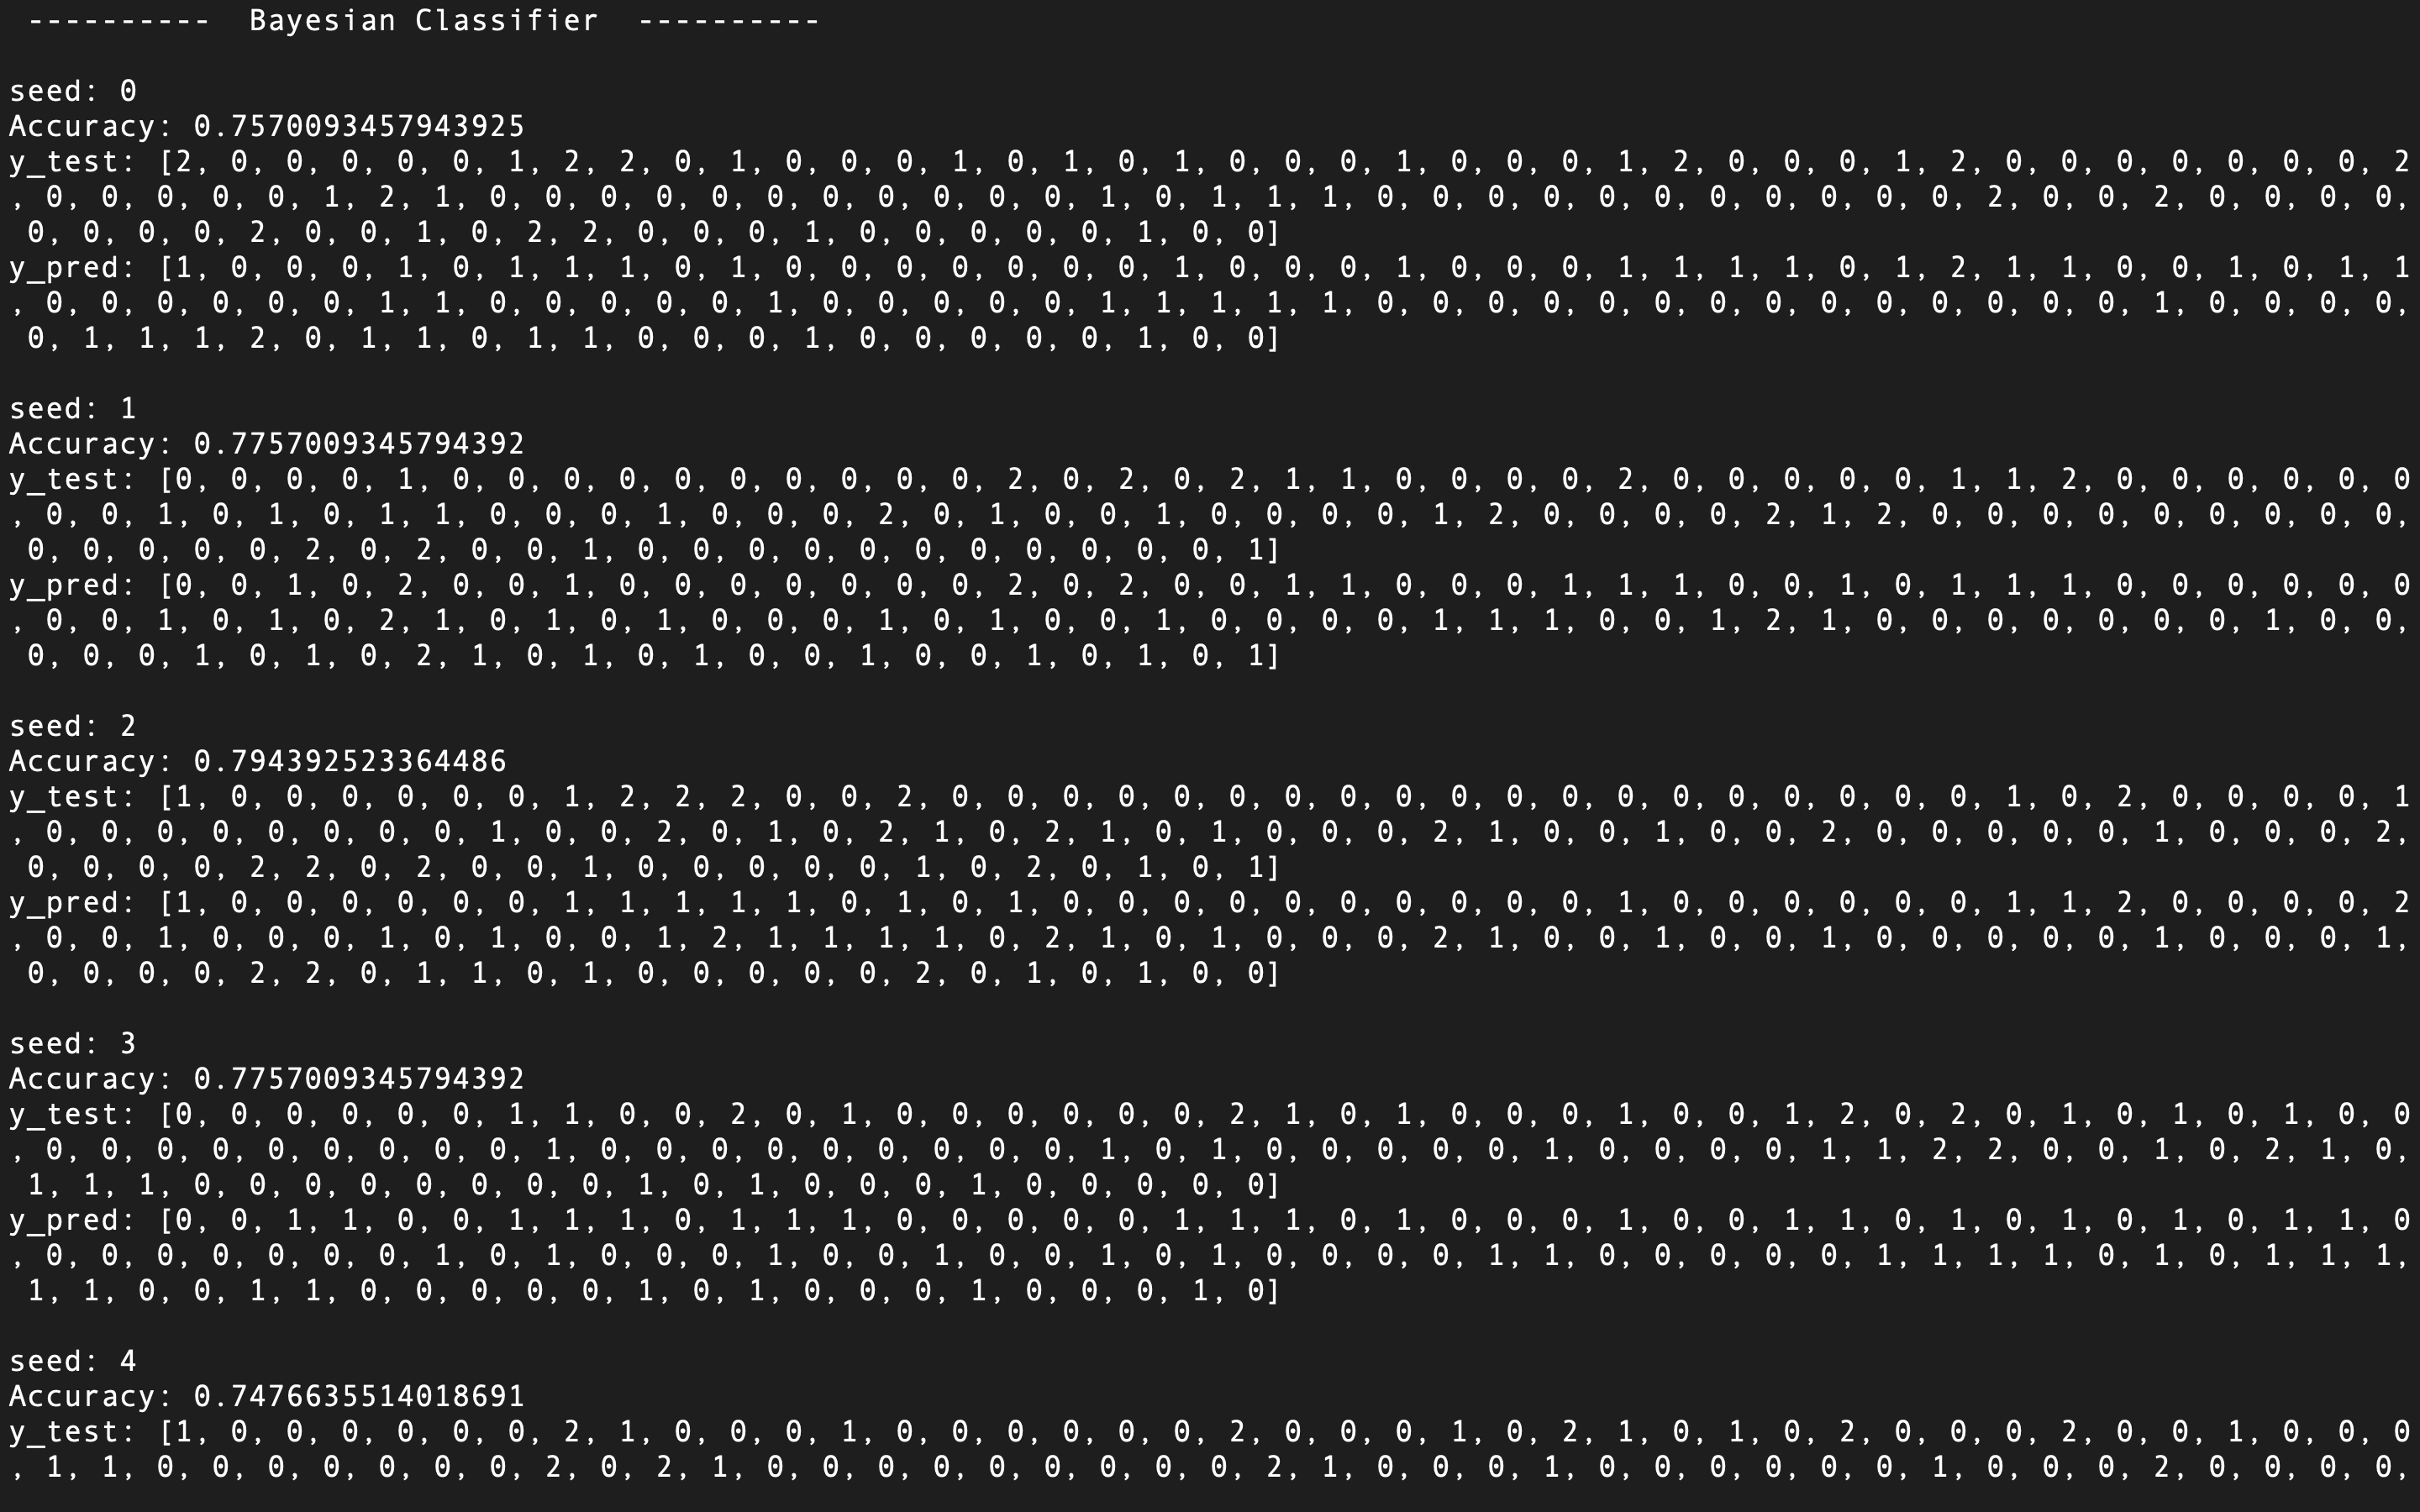 ---------- Bayesian Classifier ----------
seed: 0
Accuracy: 0.7570093457943925
y_test: [2, 0, 0, 0, 0, 0, 1, 2, 2, 0, 1, 0, 0, 0, 1, 0, 1, 0, 1, 0, 0, 0, 1, 0, 0, 0, 1, 2, 0, 0, 0, 1, 2, 0, 0, 0, 0, 0, 0, 0, 2
, 0, 0, 0, 0, 0, 1, 2, 1, 0, 0, 0, 0, 0, 0, 0, 0, 0, 0, 0, 1, 0, 1, 1, 1, 0, 0, 0, 0, 0, 0, 0, 0, 0, 0, 0, 2, 0, 0, 2, 0, 0, 0, 0,
0, 0, 0, 0, 2, 0, 0, 1, 0, 2, 2, 0, 0, 0, 1, 0, 0, 0, 0, 0, 1, 0, 0]
y_pred: [1, 0, 0, 0, 1, 0, 1, 1, 1, 0, 1, 0, 0, 0, 0, 0, 0, 0, 1, 0, 0, 0, 1, 0, 0, 0, 1, 1, 1, 1, 0, 1, 2, 1, 1, 0, 0, 1, 0, 1, 1
, 0, 0, 0, 0, 0, 0, 1, 1, 0, 0, 0, 0, 0, 1, 0, 0, 0, 0, 0, 1, 1, 1, 1, 1, 0, 0, 0, 0, 0, 0, 0, 0, 0, 0, 0, 0, 0, 0, 1, 0, 0, 0, 0,
0, 1, 1, 1, 2, 0, 1, 1, 0, 1, 1, 0, 0, 0, 1, 0, 0, 0, 0, 0, 1, 0, 0]
seed: 1
Accuracy: 0.7757009345794392
y_test: [0, 0, 0, 0, 1, 0, 0, 0, 0, 0, 0, 0, 0, 0, 0, 2, 0, 2, 0, 2, 1, 1, 0, 0, 0, 0, 2, 0, 0, 0, 0, 0, 1, 1, 2, 0, 0, 0, 0, 0, 0
, 0, 0, 1, 0, 1, 0, 1, 1, 0, 0, 0, 1, 0, 0, 0, 2, 0, 1, 0, 0, 1, 0, 0, 0, 0, 1, 2, 0, 0, 0, 0, 2, 1, 2, 0, 0, 0, 0, 0, 0, 0, 0, 0,
0, 0, 0, 0, 0, 2, 0, 2, 0, 0, 1, 0, 0, 0, 0, 0, 0, 0, 0, 0, 0, 0, 1]
y_pred: [0, 0, 1, 0, 2, 0, 0, 1, 0, 0, 0, 0, 0, 0, 0, 2, 0, 2, 0, 0, 1, 1, 0, 0, 0, 1, 1, 1, 0, 0, 1, 0, 1, 1, 1, 0, 0, 0, 0, 0, 0
, 0, 0, 1, 0, 1, 0, 2, 1, 0, 1, 0, 1, 0, 0, 0, 1, 0, 1, 0, 0, 1, 0, 0, 0, 0, 1, 1, 1, 0, 0, 1, 2, 1, 0, 0, 0, 0, 0, 0, 0, 1, 0, 0,
0, 0, 0, 1, 0, 1, 0, 2, 1, 0, 1, 0, 1, 0, 0, 1, 0, 0, 1, 0, 1, 0, 1]
seed: 2
Accuracy: 0.794392523364486
y_test: [1, 0, 0, 0, 0, 0, 0, 1, 2, 2, 2, 0, 0, 2, 0, 0, 0, 0, 0, 0, 0, 0, 0, 0, 0, 0, 0, 0, 0, 0, 0, 0, 0, 1, 0, 2, 0, 0, 0, 0, 1
, 0, 0, 0, 0, 0, 0, 0, 0, 1, 0, 0, 2, 0, 1, 0, 2, 1, 0, 2, 1, 0, 1, 0, 0, 0, 2, 1, 0, 0, 1, 0, 0, 2, 0, 0, 0, 0, 0, 1, 0, 0, 0, 2,
0, 0, 0, 0, 2, 2, 0, 2, 0, 0, 1, 0, 0, 0, 0, 0, 1, 0, 2, 0, 1, 0, 1]
y_pred: [1, 0, 0, 0, 0, 0, 0, 1, 1, 1, 1, 1, 0, 1, 0, 1, 0, 0, 0, 0, 0, 0, 0, 0, 0, 0, 1, 0, 0, 0, 0, 0, 0, 1, 1, 2, 0, 0, 0, 0, 2
, 0, 0, 1, 0, 0, 0, 1, 0, 1, 0, 0, 1, 2, 1, 1, 1, 1, 0, 2, 1, 0, 1, 0, 0, 0, 2, 1, 0, 0, 1, 0, 0, 1, 0, 0, 0, 0, 0, 1, 0, 0, 0, 1,
0, 0, 0, 0, 2, 2, 0, 1, 1, 0, 1, 0, 0, 0, 0, 0, 2, 0, 1, 0, 1, 0, 0]
seed: 3
Accuracy: 0.7757009345794392
y_test: [0, 0, 0, 0, 0, 0, 1, 1, 0, 0, 2, 0, 1, 0, 0, 0, 0, 0, 0, 2, 1, 0, 1, 0, 0, 0, 1, 0, 0, 1, 2, 0, 2, 0, 1, 0, 1, 0, 1, 0, 0
, 0, 0, 0, 0, 0, 0, 0, 0, 0, 1, 0, 0, 0, 0, 0, 0, 0, 0, 0, 1, 0, 1, 0, 0, 0, 0, 0, 1, 0, 0, 0, 0, 1, 1, 2, 2, 0, 0, 1, 0, 2, 1, 0,
1, 1, 1, 0, 0, 0, 0, 0, 0, 0, 0, 1, 0, 1, 0, 0, 0, 1, 0, 0, 0, 0, 0]
y_pred: [0, 0, 1, 1, 0, 0, 1, 1, 1, 0, 1, 1, 1, 0, 0, 0, 0, 0, 1, 1, 1, 0, 1, 0, 0, 0, 1, 0, 0, 1, 1, 0, 1, 0, 1, 0, 1, 0, 1, 1, 0
, 0, 0, 0, 0, 0, 0, 0, 1, 0, 1, 0, 0, 0, 1, 0, 0, 1, 0, 0, 1, 0, 1, 0, 0, 0, 0, 1, 1, 0, 0, 0, 0, 0, 1, 1, 1, 1, 0, 1, 0, 1, 1, 1,
1, 1, 0, 0, 1, 1, 0, 0, 0, 0, 0, 1, 0, 1, 0, 0, 0, 1, 0, 0, 0, 1, 0]
seed: 4
Accuracy: 0.7476635514018691
y_test: [1, 0, 0, 0, 0, 0, 0, 2, 1, 0, 0, 0, 1, 0, 0, 0, 0, 0, 0, 2, 0, 0, 0, 1, 0, 2, 1, 0, 1, 0, 2, 0, 0, 0, 2, 0, 0, 1, 0, 0, 0
, 1, 1, 0, 0, 0, 0, 0, 0, 0, 2, 0, 2, 1, 0, 0, 0, 0, 0, 0, 0, 0, 0, 2, 1, 0, 0, 0, 1, 0, 0, 0, 0, 0, 0, 1, 0, 0, 0, 2, 0, 0, 0, 0,